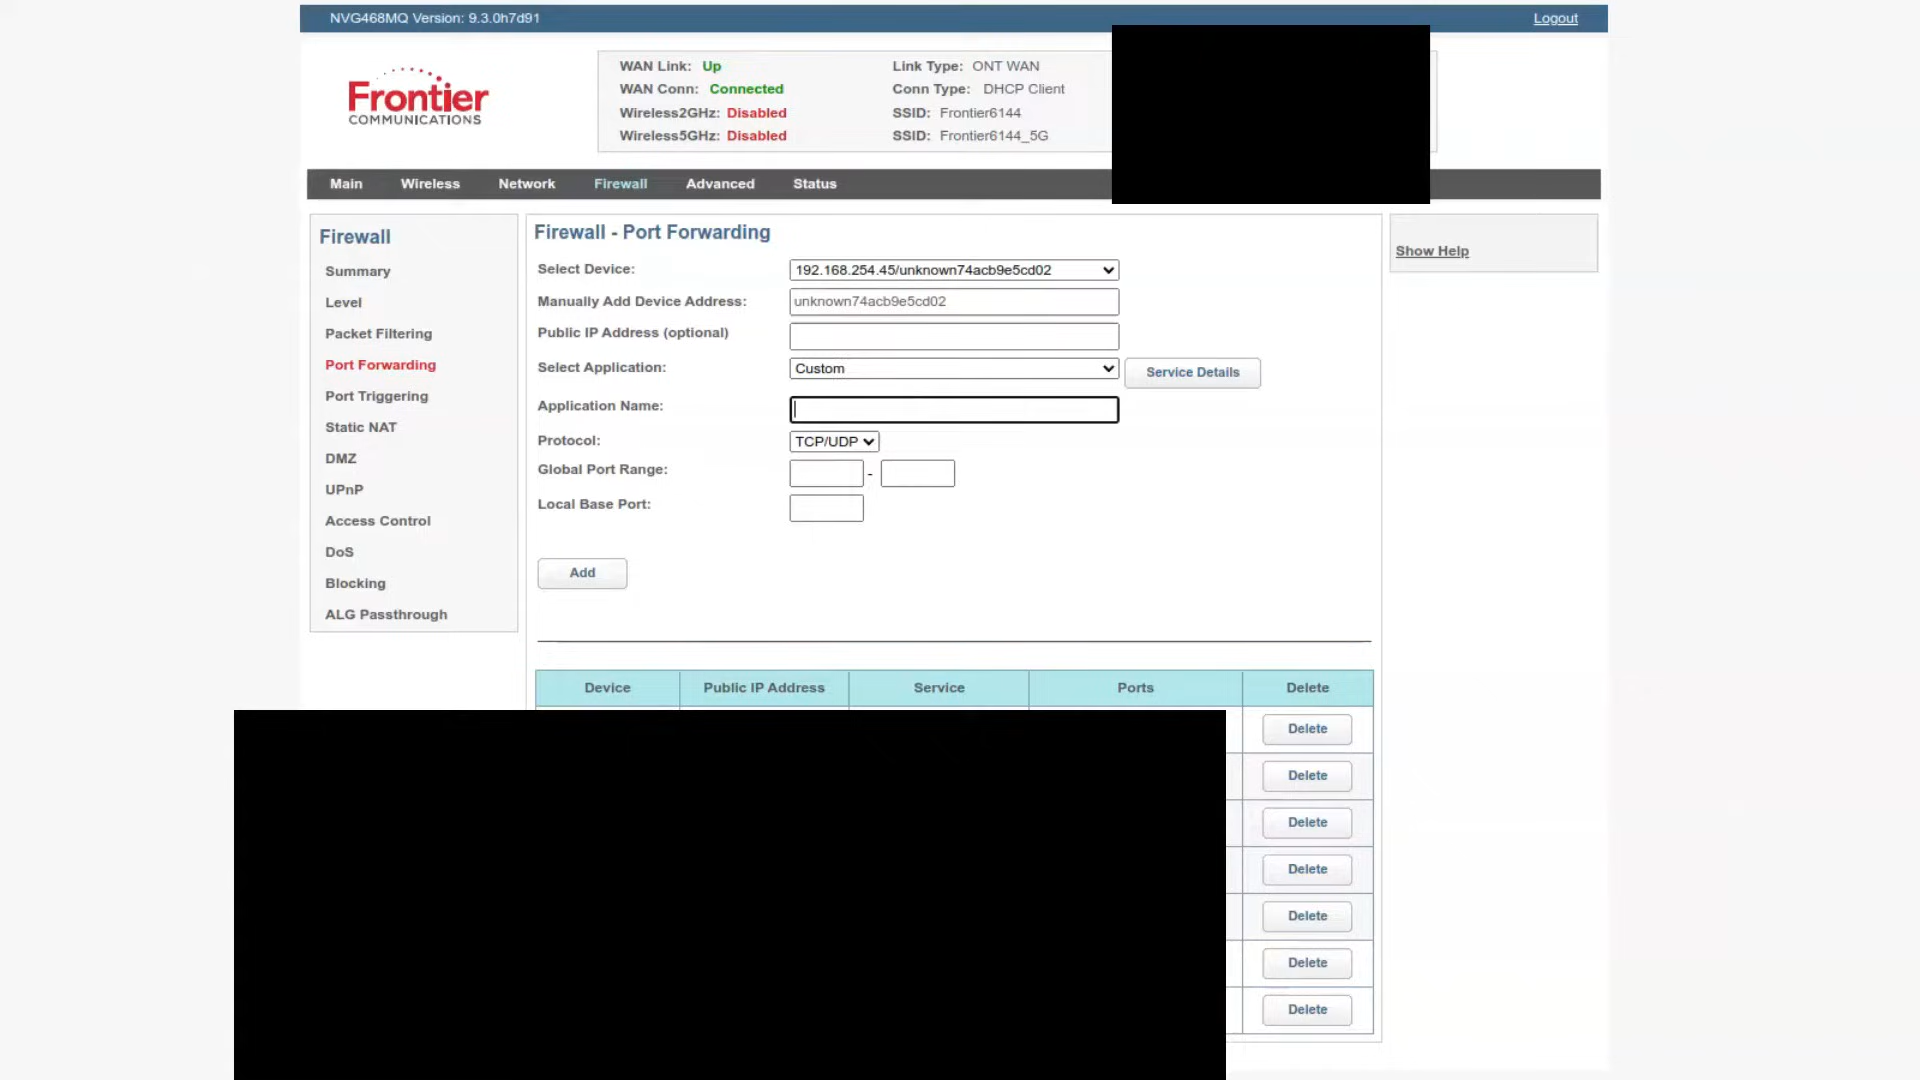 NVG468MQ Version: 9.3.0h7d91
Logout
Frontier
COMMUNICATIONS
WAN Link: Up
Link Type: ONT WAN
WAN Conn: Connected
Conn Type: DHCP Client
Wireless2GHz: Disabled
SSID: Frontier6144
Wireless5GHz: Disabled
SSID: Frontier6144_5G
Main Wireless Network Firewall Advanced Status
Firewall
Summary
Level
Packet Filtering
Port Forwarding
Port Triggering
Static NAT
DMZ
UPnP
Access Control
DoS
Blocking
ALG Passthrough
Firewall - Port Forwarding
Select Device: 192.168.254.45/unknown74acb9e5cd02
Manually Add Device Address: unknown74acb9e5cd02
Public IP Address (optional)
Select Application: Custom Service Details
Application Name:
Protocol: TCP/UDP
Global Port Range: -
Local Base Port:
Add
Show Help
Device Public IP Address Service Ports Delete
Delete
Delete
Delete
Delete
Delete
Delete
Delete